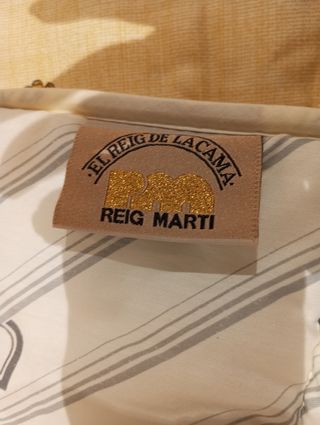 ·EL REIG DE LA CAMA·
RM
REIG MARTI